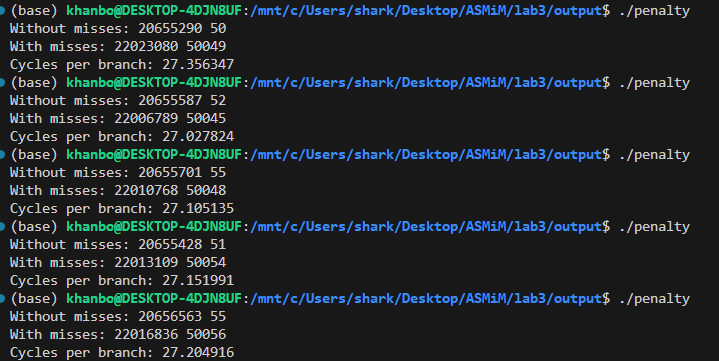 (base) khanbo@DESKTOP-4DJN8UF:/mnt/c/Users/shark/Desktop/ASMiM/lab3/output$ ./penalty
Without misses: 20655290 50
With misses: 22023080 50049
Cycles per branch: 27.356347
(base) khanbo@DESKTOP-4DJN8UF:/mnt/c/Users/shark/Desktop/ASMiM/lab3/output$ ./penalty
Without misses: 20655587 52
With misses: 22006789 50045
Cycles per branch: 27.027824
(base) khanbo@DESKTOP-4DJN8UF:/mnt/c/Users/shark/Desktop/ASMiM/lab3/output$ ./penalty
Without misses: 20655701 55
With misses: 22010768 50048
Cycles per branch: 27.105135
(base) khanbo@DESKTOP-4DJN8UF:/mnt/c/Users/shark/Desktop/ASMiM/lab3/output$ ./penalty
Without misses: 20655428 51
With misses: 22013109 50054
Cycles per branch: 27.151991
(base) khanbo@DESKTOP-4DJN8UF:/mnt/c/Users/shark/Desktop/ASMiM/lab3/output$ ./penalty
Without misses: 20656563 55
With misses: 22016836 50056
Cycles per branch: 27.204916